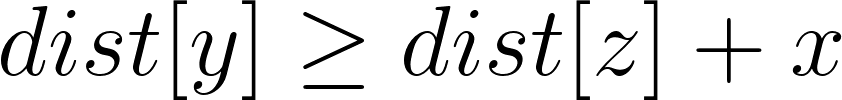 dist[y] ≥ dist[z] + x